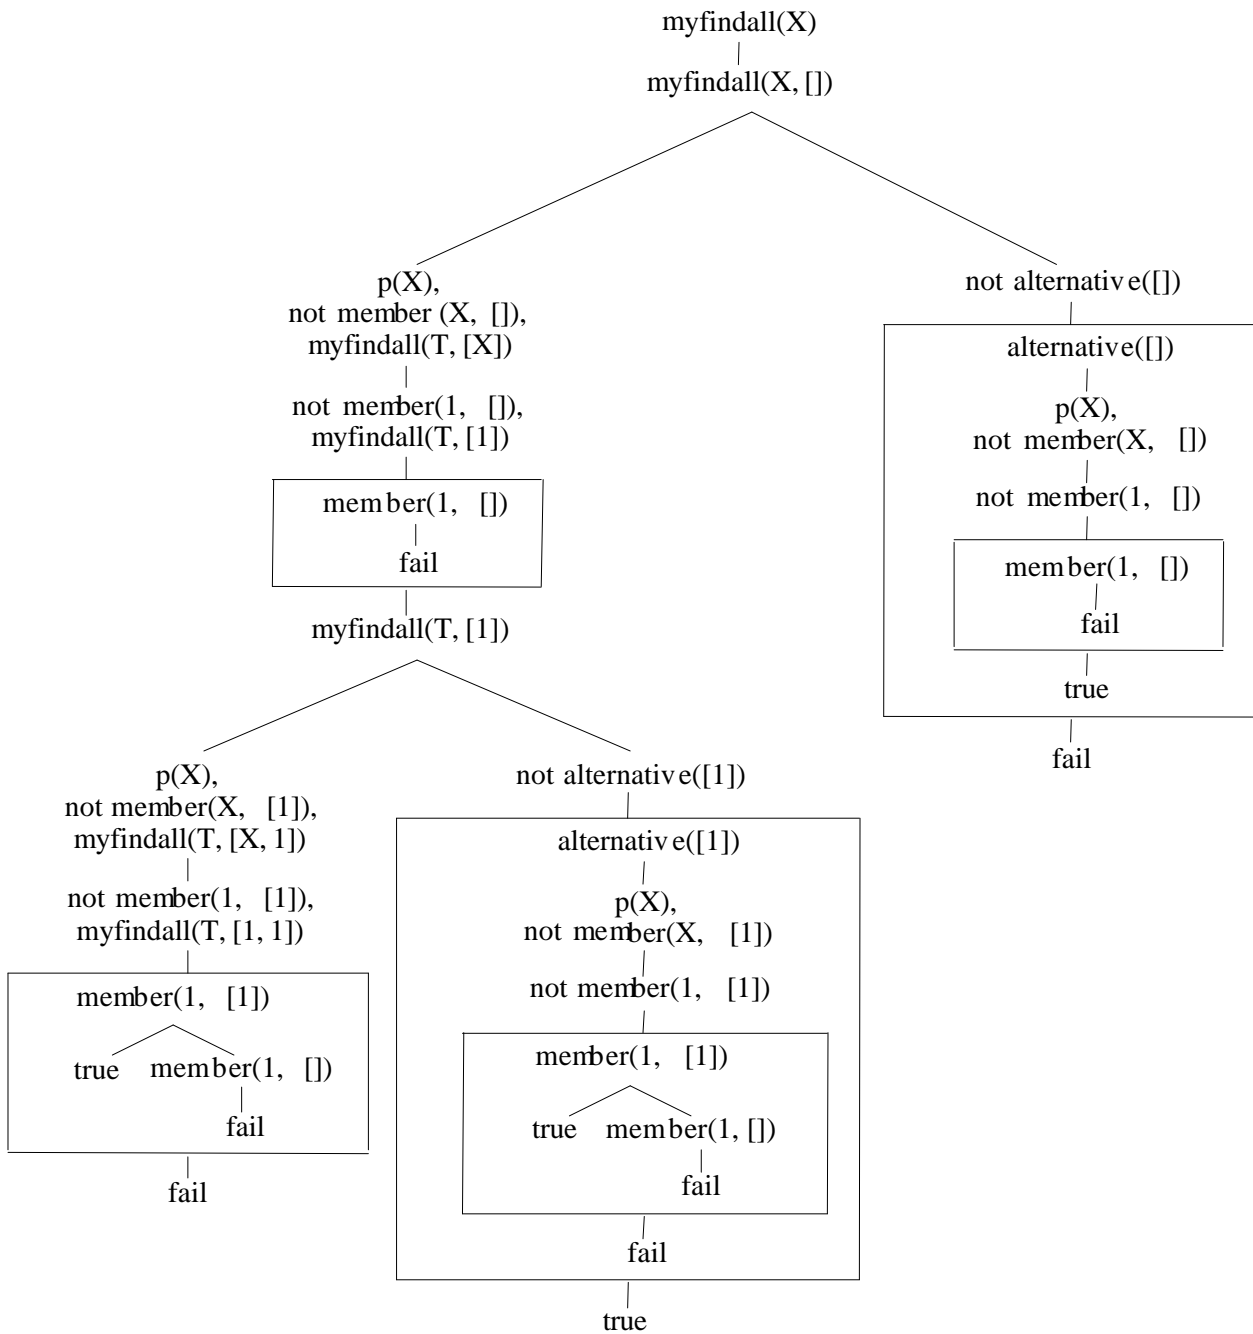 myfindall(X)
myfindall(X, [])
p(X),
not member (X, []),
myfindall(T, [X])
not member(1, []),
myfindall(T, [1])
member(1, [])
fail
myfindall(T, [1])
p(X),
not member(X, [1]),
myfindall(T, [X, 1])
not member(1, [1]),
myfindall(T, [1, 1])
member(1, [1])
true
member(1, [])
fail
fail
not alternative([1])
alternative([1])
p(X),
not member(X, [1])
not member(1, [1])
member(1, [1])
true
member(1, [])
fail
fail
true
not alternative([])
alternative([])
p(X),
not member(X, [])
not member(1, [])
member(1, [])
fail
true
fail